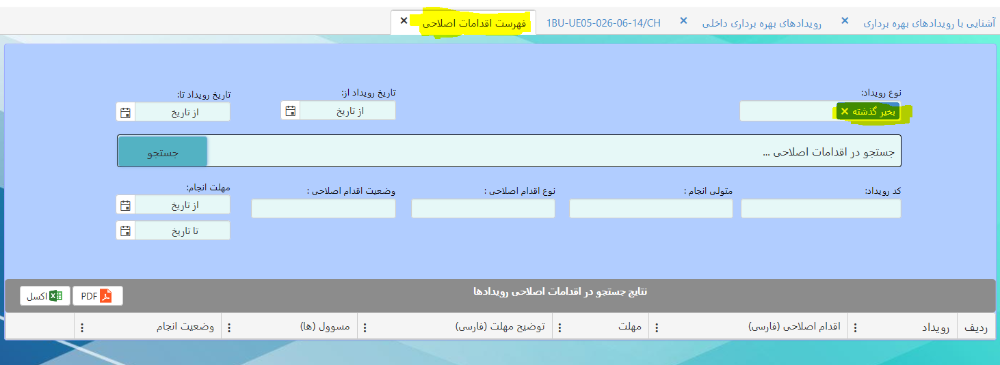 آشنایی با رویدادهای بهره برداری ✕ رویدادهای بهره برداری داخلی ✕ 1BU-UE05-026-06-14/CH فهرست اقدامات اصلاحی ✕
نوع رویداد: تاریخ رویداد از: تاریخ رویداد تا:
بخیر گذشته ✕ از تاریخ از تاریخ
جستجو در اقدامات اصلاحی ... جستجو
کد رویداد: متولی انجام : نوع اقدام اصلاحی : وضعیت اقدام اصلاحی : مهلت انجام:
از تاریخ
تا تاریخ
نتایج جستجو در اقدامات اصلاحی رویدادها PDF اکسل
ردیف رویداد اقدام اصلاحی (فارسی) مهلت توضیح مهلت (فارسی) مسوول (ها) وضعیت انجام